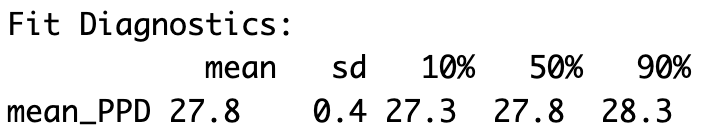 Fit Diagnostics:
mean sd 10% 50% 90%
mean_PPD 27.8 0.4 27.3 27.8 28.3